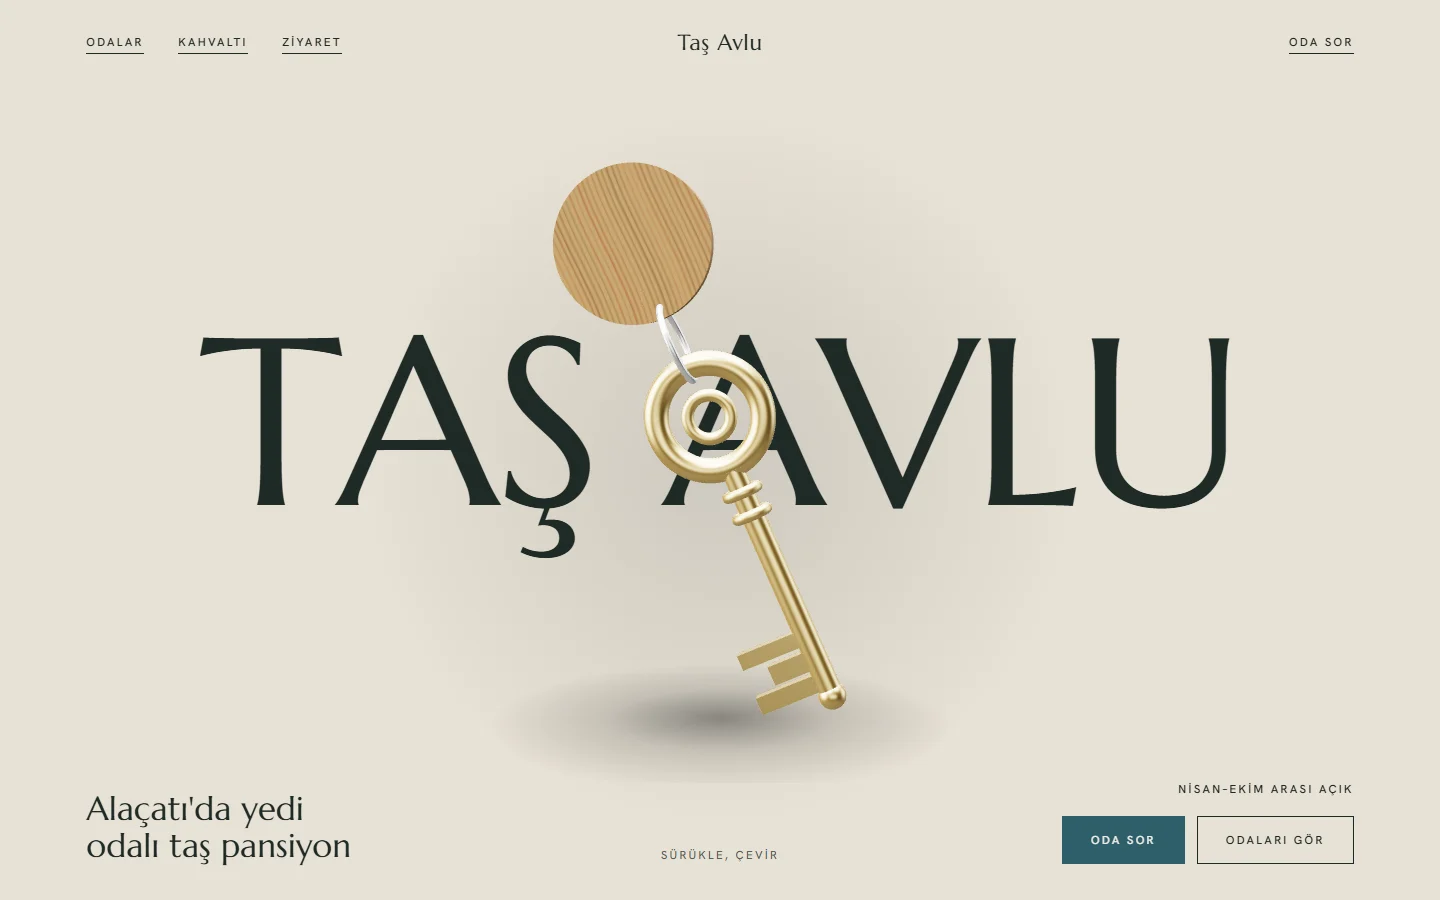 ODALAR
KAHVALTI
ZİYARET
Taş Avlu
ODA SOR
TAŞ AVLU
Alaçatı'da yedi
odalı taş pansiyon
SÜRÜKLE, ÇEVİR
NİSAN–EKİM ARASI AÇIK
ODA SOR
ODALARI GÖR